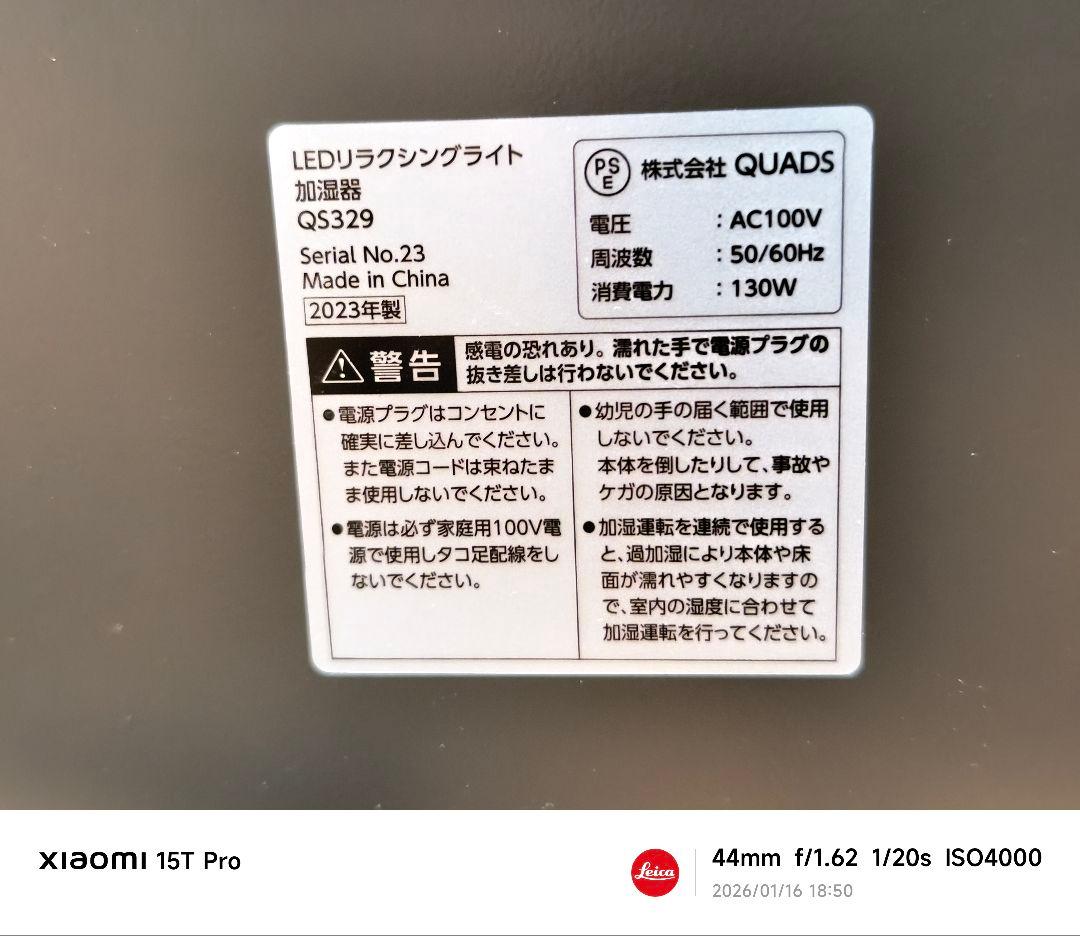 LEDリラクシングライト
加湿器
QS329
Serial No.23
Made in China
2023年製
PSE 株式会社 QUADS
電圧 : AC100V
周波数 : 50/60Hz
消費電力 : 130W
警告
感電の恐れあり。濡れた手で電源プラグの
抜き差しは行わないでください。
●電源プラグはコンセントに
確実に差し込んでください。
また電源コードは束ねたま
ま使用しないでください。
●電源は必ず家庭用100V電
源で使用しタコ足配線をし
ないでください。
●幼児の手の届く範囲で使用
しないでください。
本体を倒したりして、事故や
ケガの原因となります。
●加湿運転を連続で使用する
と、過加湿により本体や床
面が濡れやすくなりますの
で、室内の湿度に合わせて
加湿運転を行ってください。
xiaomi 15T Pro
Leica
44mm f/1.62 1/20s ISO4000
2026/01/16 18:50